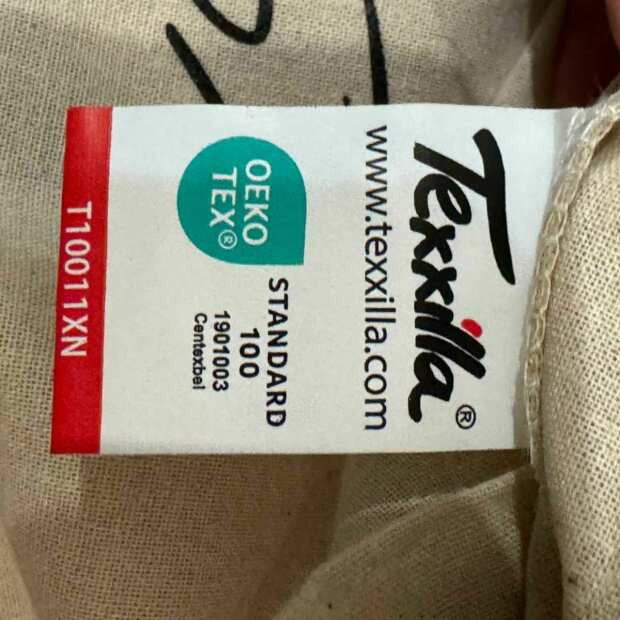 Texxilla®
www.texxilla.com
OEKO
TEX®
STANDARD
100
1901003
Centexbel
T10011XN